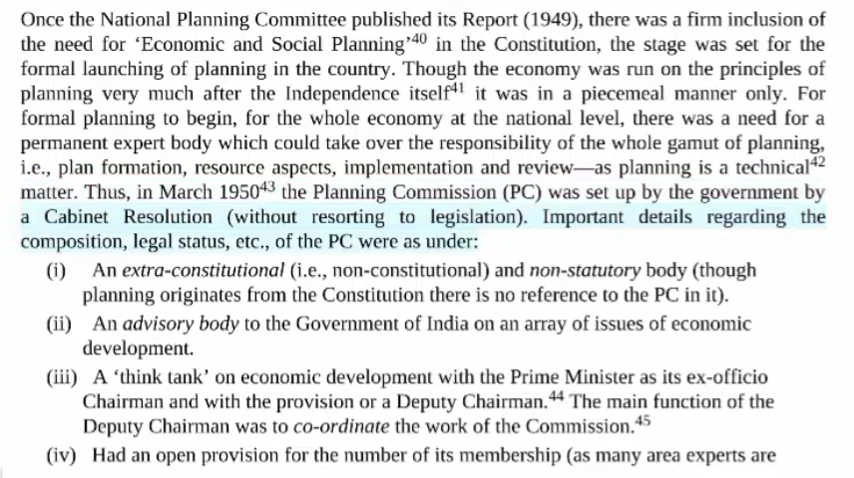 Once the National Planning Committee published its Report (1949), there was a firm inclusion of
the need for ‘Economic and Social Planning’⁴⁰ in the Constitution, the stage was set for the
formal launching of planning in the country. Though the economy was run on the principles of
planning very much after the Independence itself⁴¹ it was in a piecemeal manner only. For
formal planning to begin, for the whole economy at the national level, there was a need for a
permanent expert body which could take over the responsibility of the whole gamut of planning,
i.e., plan formation, resource aspects, implementation and review—as planning is a technical⁴²
matter. Thus, in March 1950⁴³ the Planning Commission (PC) was set up by the government by
a Cabinet Resolution (without resorting to legislation). Important details regarding the
composition, legal status, etc., of the PC were as under:
(i) An extra-constitutional (i.e., non-constitutional) and non-statutory body (though
planning originates from the Constitution there is no reference to the PC in it).
(ii) An advisory body to the Government of India on an array of issues of economic
development.
(iii) A ‘think tank’ on economic development with the Prime Minister as its ex-officio
Chairman and with the provision or a Deputy Chairman.⁴⁴ The main function of the
Deputy Chairman was to co-ordinate the work of the Commission.⁴⁵
(iv) Had an open provision for the number of its membership (as many area experts are